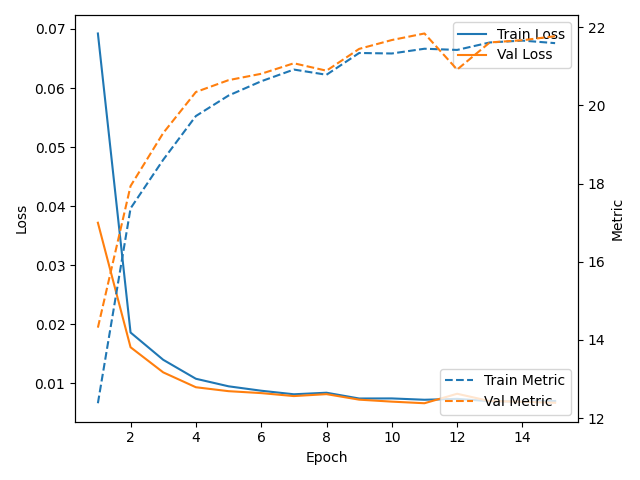 0.07
0.06
0.05
0.04
0.03
0.02
0.01
Loss
22
20
18
16
14
12
Metric
Train Loss
Val Loss
Train Metric
Val Metric
2
4
6
8
10
12
14
Epoch